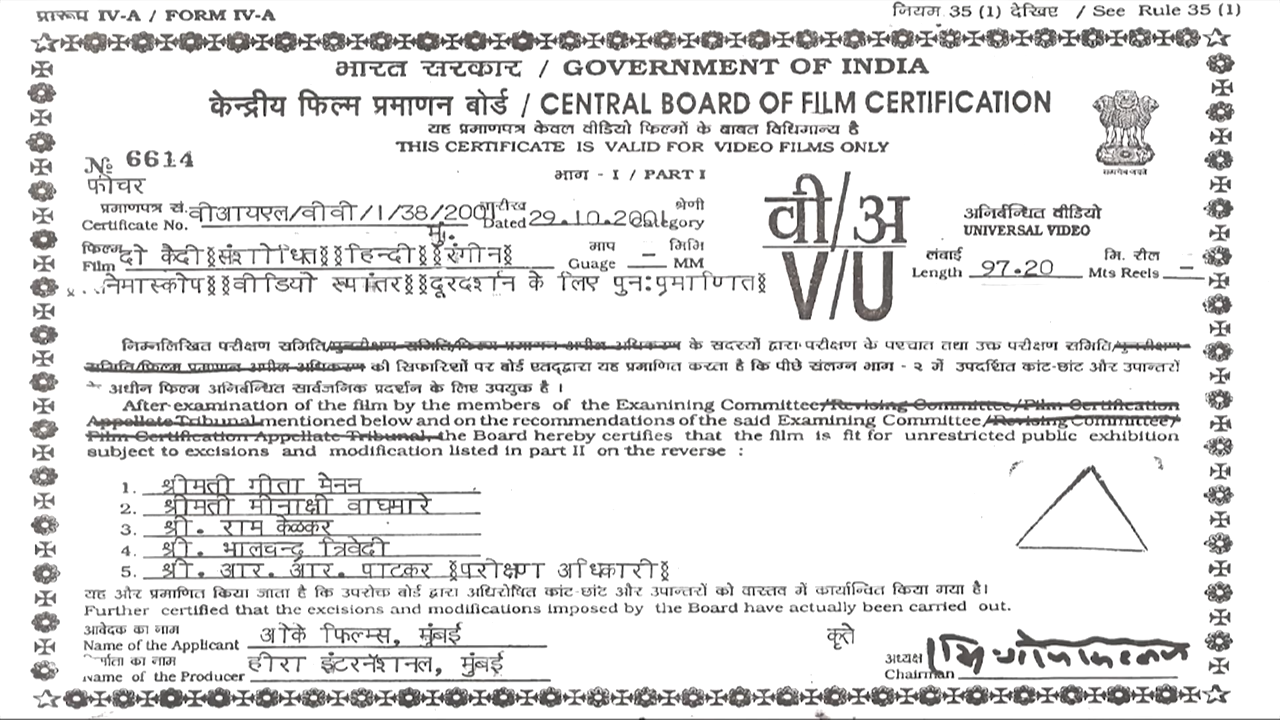 प्रारूप IV-A / FORM IV-A
नियम 35 (1) देखिए / See Rule 35 (1)
भारत सरकार / GOVERNMENT OF INDIA
केन्द्रीय फिल्म प्रमाणन बोर्ड / CENTRAL BOARD OF FILM CERTIFICATION
यह प्रमाणपत्र केवल वीडियो फिल्मों के बाबत विधिमान्य है
THIS CERTIFICATE IS VALID FOR VIDEO FILMS ONLY
№ 6614
फीचर
भाग - I / PART I
प्रमाणपत्र सं. वीआयएल/वीवी/1/38/2001 तारीख 29.10.2001 श्रेणी
Certificate No. Dated Category
मुं.
वी/अ
V/U
अनिर्बन्धित वीडियो
UNIVERSAL VIDEO
फिल्म दो कैदी (संशोधित) (हिन्दी) (रंगीन) माप – मिमि
Film Guage MM
लंबाई 97.20 मि. रील –
Length Mts Reels
(वीडियो रूपांतर) (दूरदर्शन के लिए पुनःप्रमाणित)
निम्नलिखित परीक्षण समिति/पुनरीक्षण समिति/फिल्म प्रमाणन अपील अधिकरण के सदस्यों द्वारा परीक्षण के पश्चात तथा उक्त परीक्षण समिति/पुनरीक्षण
समिति/फिल्म प्रमाणन अपील अधिकरण की सिफारिशों पर बोर्ड एतद्द्वारा यह प्रमाणित करता है कि पीछे संलग्न भाग - २ में उपदर्शित कांट-छांट और उपान्तरों
के अधीन फिल्म अनिर्बन्धित सार्वजनिक प्रदर्शन के लिए उपयुक्त है ।
After examination of the film by the members of the Examining Committee/Revising Committee/Film Certification
Appellate Tribunal mentioned below and on the recommendations of the said Examining Committee/Revising Committee/
Film Certification Appellate Tribunal the Board hereby certifies that the film is fit for unrestricted public exhibition
subject to excisions and modification listed in part II on the reverse :
1. श्रीमती गीता मेनन
2. श्रीमती मीनाक्षी वाघमारे
3. श्री. राम केळकर
4. श्री. भालचन्द्र त्रिवेदी
5. श्री. आर. आर. पाटकर (परीक्षण अधिकारी)
यह और प्रमाणित किया जाता है कि उपरोक्त बोर्ड द्वारा अधिरोपित कांट-छांट और उपान्तरों को वास्तव में कार्यान्वित किया गया है।
Further certified that the excisions and modifications imposed by the Board have actually been carried out.
आवेदक का नाम ओके फिल्म्स, मुंबई
Name of the Applicant
कृते
का नाम हीरा इंटरनॅशनल, मुंबई
Name of the Producer
अध्यक्ष
Chairman